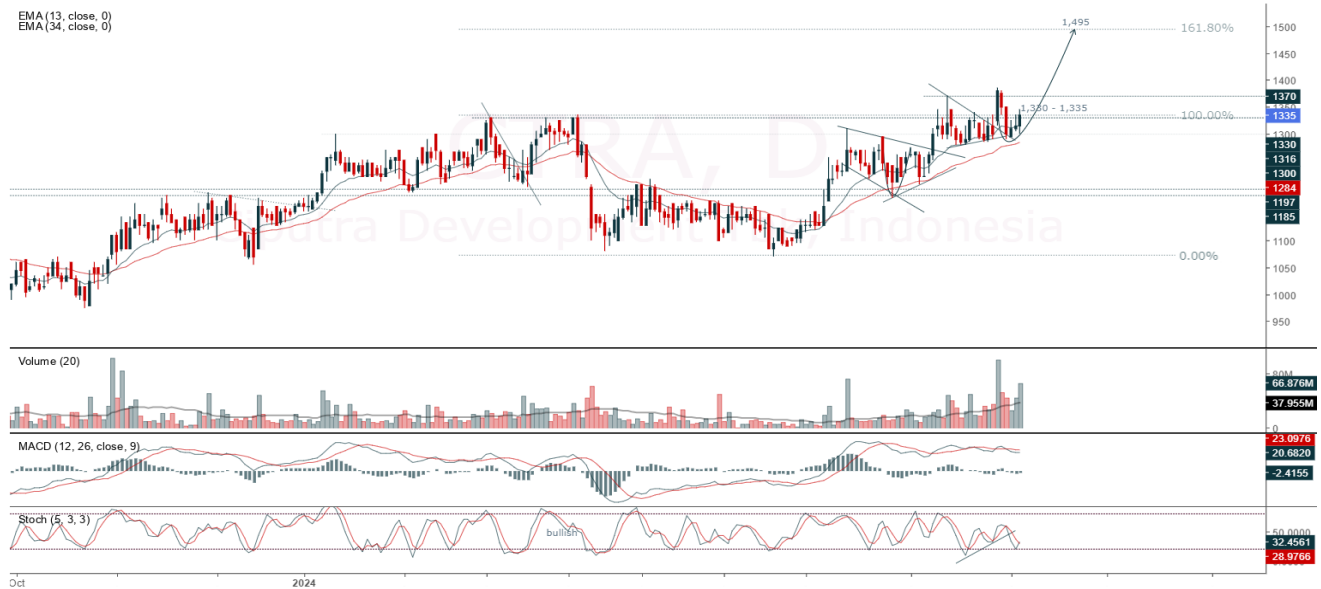 EMA (13, close, 0)
EMA (34, close, 0)
1,495
161.80%
1500
1450
1400
1370
1,330 - 1,335
1335
100.00%
1300
1330
1316
1300
1284
1197
1185
1100
1050
0.00%
1000
950
Volume (20)
80M
66.876M
37.955M
0
MACD (12, 26, close, 9)
23.0976
20.6820
-2.4155
Stoch (5, 3, 3)
bullish
50.0000
32.4561
28.9766
Oct
2024